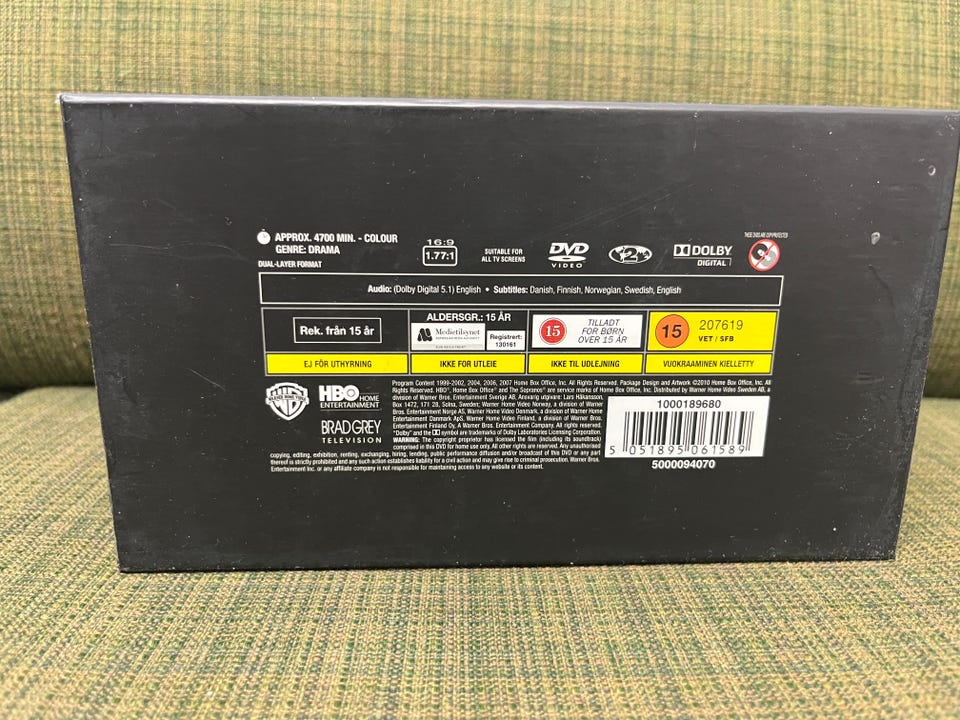 APPROX. 4700 MIN. - COLOUR
GENRE: DRAMA
DUAL-LAYER FORMAT
16:9
1.77:1
SUITABLE FOR
ALL TV SCREENS
DVD
VIDEO
2
DOLBY
DIGITAL
THESE DISCS ARE COPY PROTECTED
Audio: (Dolby Digital 5.1) English • Subtitles: Danish, Finnish, Norwegian, Swedish, English
Rek. från 15 år
ALDERSGR.: 15 ÅR
Medietilsynet
NORWEGIAN MEDIA AUTHORITY
Registrert:
130161
15
TILLADT
FOR BØRN
OVER 15 ÅR
15
207619
VET / SFB
EJ FÖR UTHYRNING
IKKE FOR UTLEIE
IKKE TIL UDLEJNING
VUOKRAAMINEN KIELLETTY
WB
HBO HOME
ENTERTAINMENT
BRAD GREY
TELEVISION
Program Content 1999-2002, 2004, 2006, 2007 Home Box Office, Inc. All Rights Reserved. Package Design and Artwork ©2010 Home Box Office, Inc. All
Rights Reserved. HBO®, Home Box Office® and The Sopranos® are service marks of Home Box Office, Inc. Distributed by Warner Home Video Sweden AB, a
division of Warner Bros. Entertainment Sverige AB. Ansvarig utgivare: Lars Håkansson,
Box 1472, 171 28, Solna, Sweden; Warner Home Video Norway, a division of Warner
Bros. Entertainment Norge AS, Warner Home Video Denmark, a division of Warner Home
Entertainment Danmark ApS, Warner Home Video Finland, a division of Warner Bros.
Entertainment Finland Oy, A Warner Bros. Entertainment Company. All rights reserved.
"Dolby" and the DD symbol are trademarks of Dolby Laboratories Licensing Corporation.
WARNING: The copyright proprietor has licensed the film (including its soundtrack)
comprised in this DVD for home use only. All other rights are reserved. Any unauthorised
copying, editing, exhibition, renting, exchanging, hiring, lending, public performance diffusion and/or broadcast of this DVD or any part
thereof is strictly prohibited and any such action establishes liability for a civil action and may give rise to criminal prosecution. Warner Bros.
Entertainment Inc. or any affiliate company is not responsible for maintaining access to any website or its content.
1000189680
5 051895 061589
5000094070